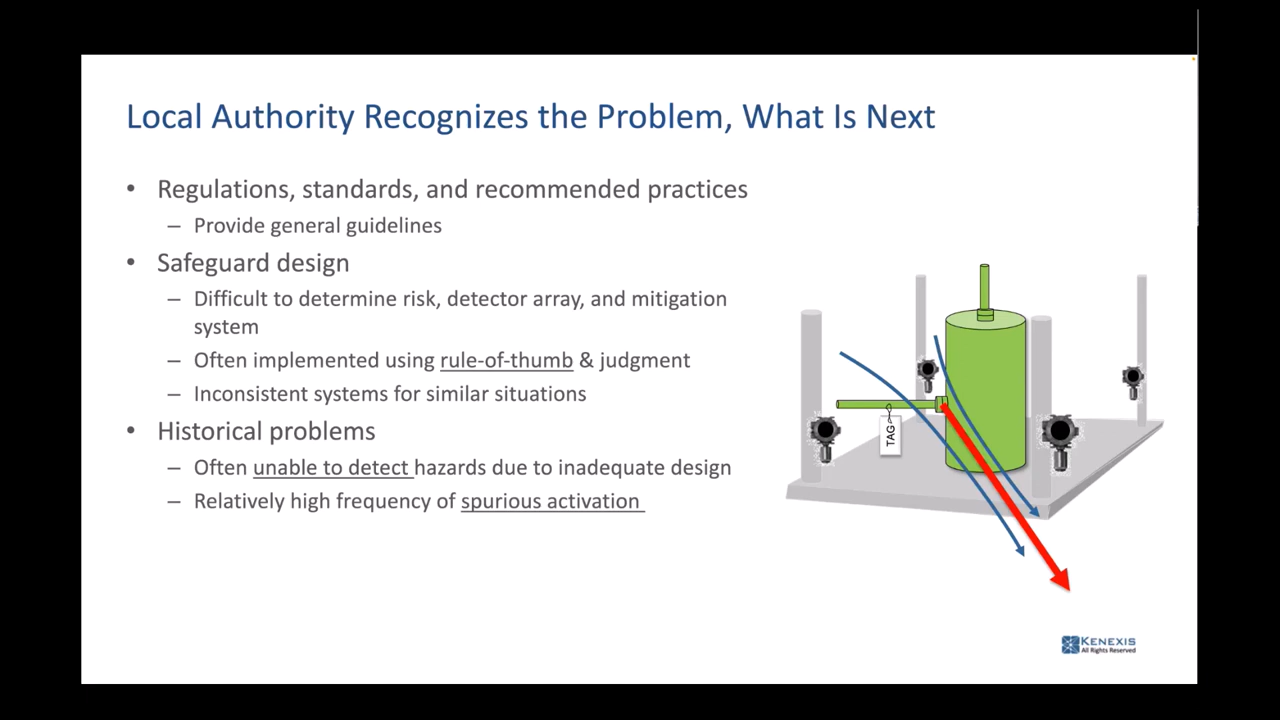 Local Authority Recognizes the Problem, What Is Next
• Regulations, standards, and recommended practices
– Provide general guidelines
• Safeguard design
– Difficult to determine risk, detector array, and mitigation
system
– Often implemented using rule-of-thumb & judgment
– Inconsistent systems for similar situations
• Historical problems
– Often unable to detect hazards due to inadequate design
– Relatively high frequency of spurious activation
TAG
KENEXIS
All Rights Reserved